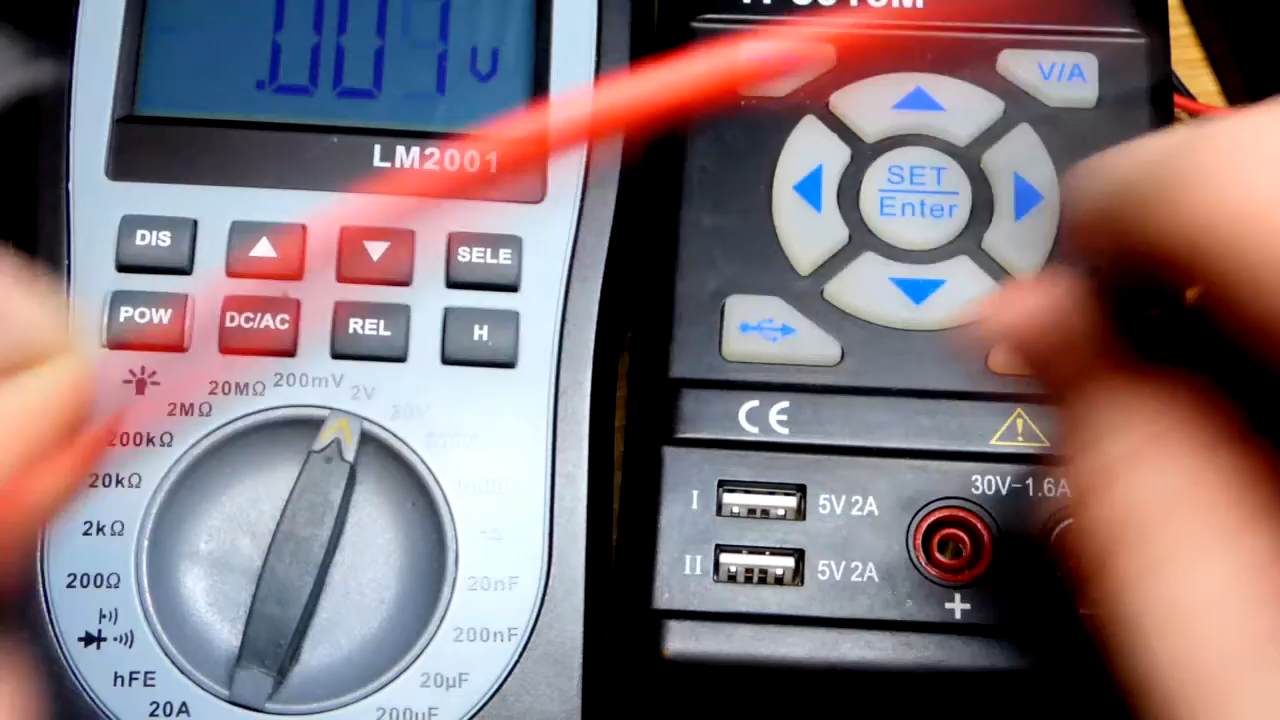 V
LM2001
DIS
SELE
POW
DC/AC
REL
H
200mV
2V
20MΩ
2MΩ
200kΩ
20kΩ
2kΩ
200Ω
hFE
20A
20nF
200nF
20µF
200µF
V/A
SET
Enter
CE
30V-1.6A
I
5V 2A
II
5V 2A
+